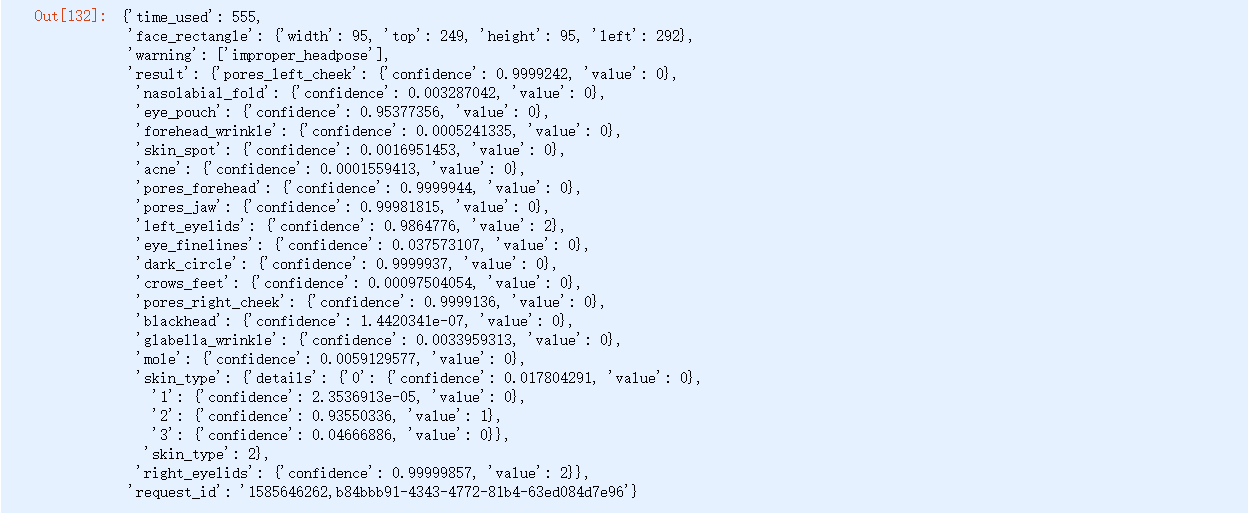 Out[132]: {'time_used': 555,
'face_rectangle': {'width': 95, 'top': 249, 'height': 95, 'left': 292},
'warning': ['improper_headpose'],
'result': {'pores_left_cheek': {'confidence': 0.9999242, 'value': 0},
'nasolabial_fold': {'confidence': 0.003287042, 'value': 0},
'eye_pouch': {'confidence': 0.95377356, 'value': 0},
'forehead_wrinkle': {'confidence': 0.0005241335, 'value': 0},
'skin_spot': {'confidence': 0.0016951453, 'value': 0},
'acne': {'confidence': 0.0001559413, 'value': 0},
'pores_forehead': {'confidence': 0.9999944, 'value': 0},
'pores_jaw': {'confidence': 0.99981815, 'value': 0},
'left_eyelids': {'confidence': 0.9864776, 'value': 2},
'eye_finelines': {'confidence': 0.037573107, 'value': 0},
'dark_circle': {'confidence': 0.9999937, 'value': 0},
'crows_feet': {'confidence': 0.00097504054, 'value': 0},
'pores_right_cheek': {'confidence': 0.9999136, 'value': 0},
'blackhead': {'confidence': 1.4420341e-07, 'value': 0},
'glabella_wrinkle': {'confidence': 0.0033959313, 'value': 0},
'mole': {'confidence': 0.0059129577, 'value': 0},
'skin_type': {'details': {'0': {'confidence': 0.017804291, 'value': 0},
'1': {'confidence': 2.3536913e-05, 'value': 0},
'2': {'confidence': 0.93550336, 'value': 1},
'3': {'confidence': 0.04666886, 'value': 0}},
'skin_type': 2},
'right_eyelids': {'confidence': 0.99999857, 'value': 2}},
'request_id': '1585646262,b84bbb91-4343-4772-81b4-63ed084d7e96'}